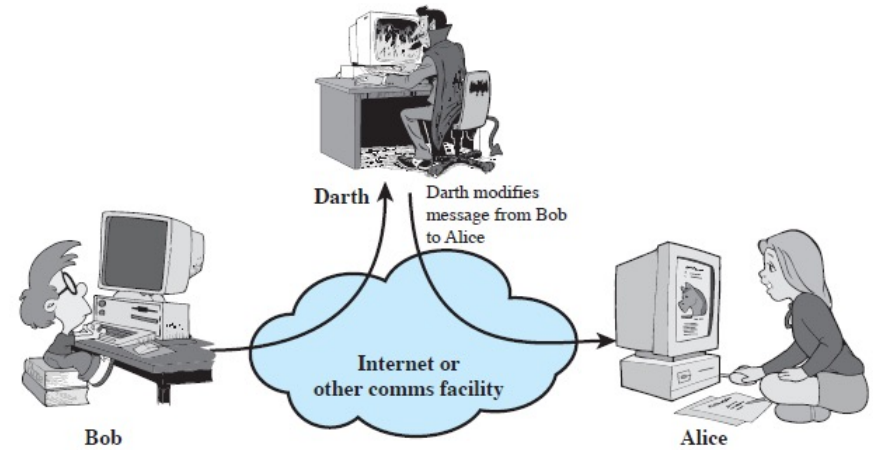 Darth
Darth modifies
message from Bob
to Alice
Internet or
other comms facility
Bob
Alice